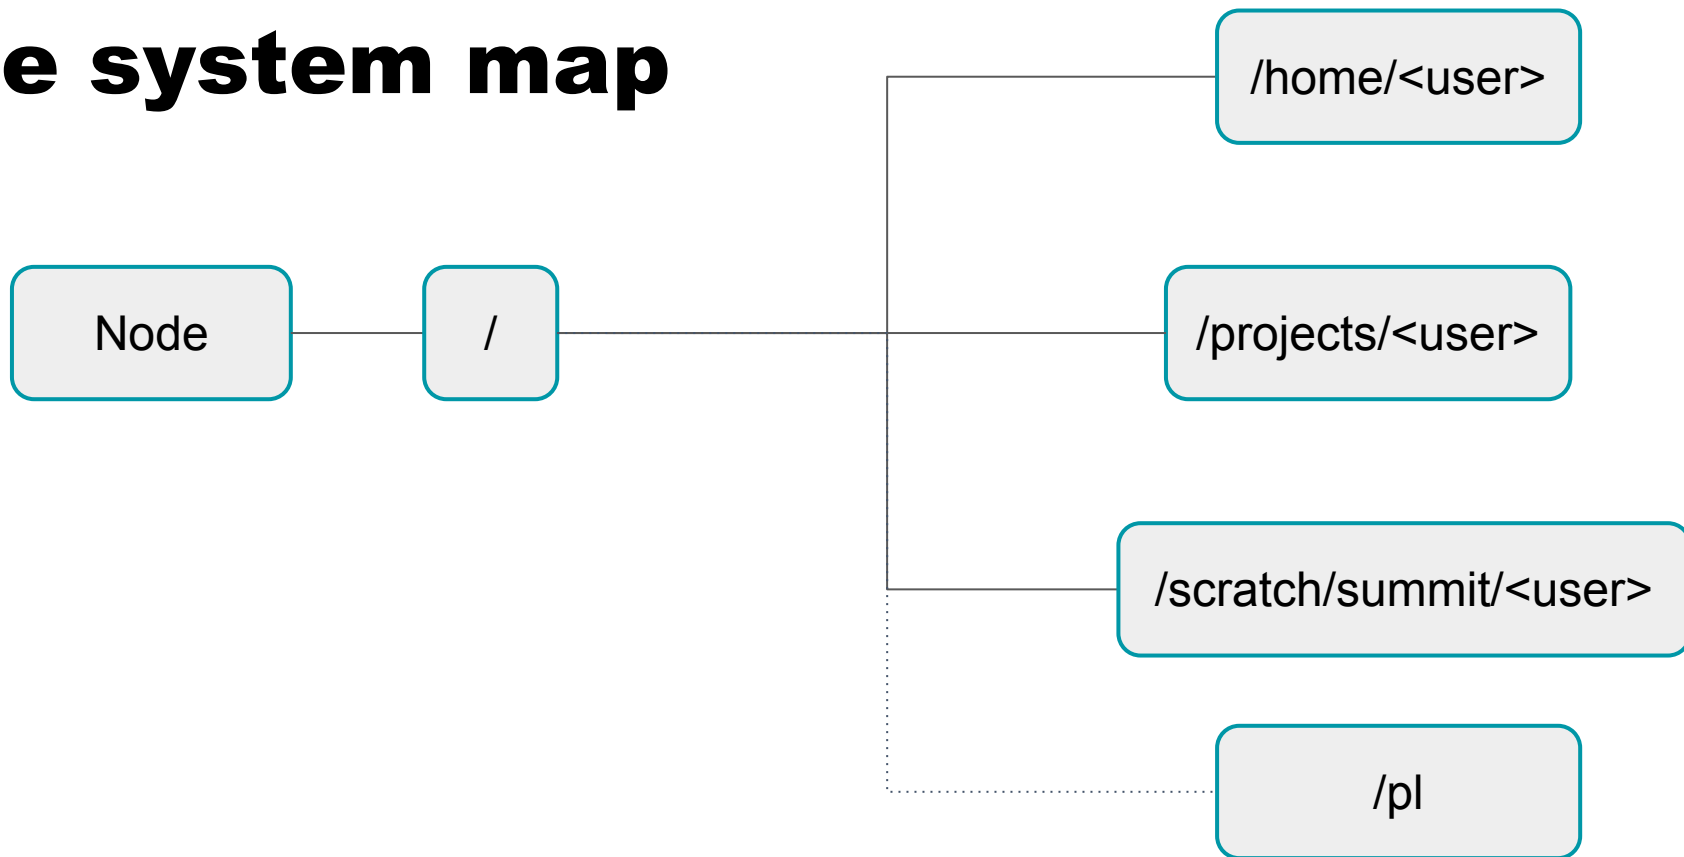 e system map
/home/<user>
Node
/
/projects/<user>
/scratch/summit/<user>
/pl